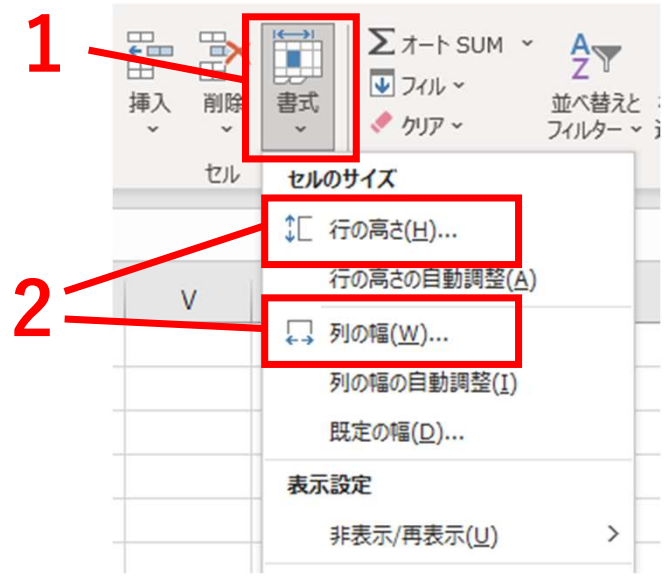 1
挿入
削除
書式
オート SUM
フィル
クリア
並べ替えと
フィルター
セル
セルのサイズ
2
行の高さ(H)...
行の高さの自動調整(A)
V
列の幅(W)...
列の幅の自動調整(I)
既定の幅(D)...
表示設定
非表示/再表示(U)